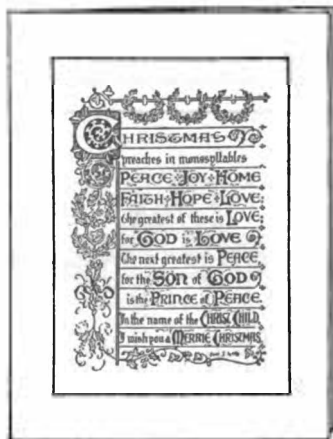 CHRISTMAS
preaches in monosyllables
PEACE · JOY · HOME
FAITH · HOPE · LOVE:
the greatest of these is LOVE;
for GOD is LOVE
The next greatest is PEACE,
for the SON of GOD
is the PRINCE of PEACE
In the name of the CHRIST CHILD,
I wish you a MERRIE CHRISTMAS.